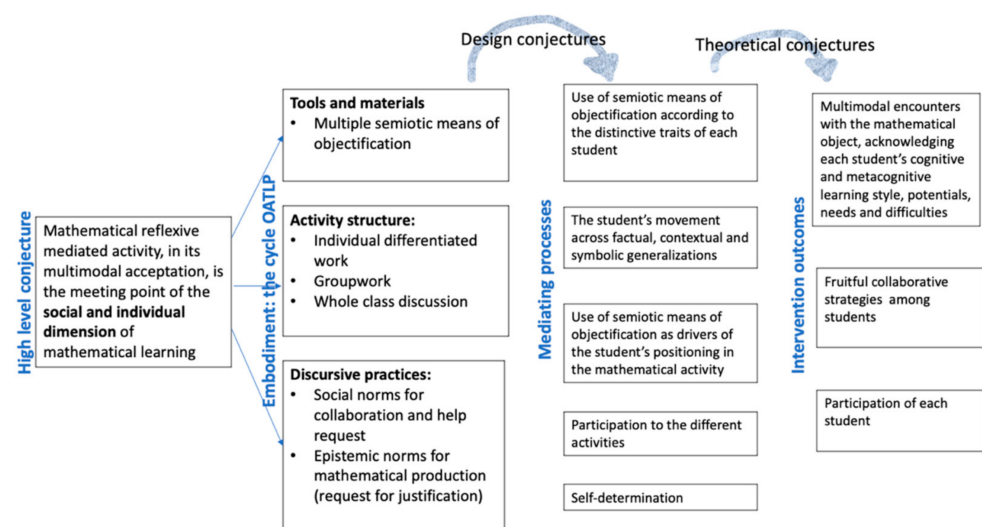 Design conjectures
Theoretical conjectures
High level conjecture
Mathematical reflexive
mediated activity, in its
multimodal acceptation, is
the meeting point of the
social and individual
dimension of
mathematical learning
Embodiment: the cycle OATLP
Tools and materials
• Multiple semiotic means of
objectification
Activity structure:
• Individual differentiated
work
• Groupwork
• Whole class discussion
Discursive practices:
• Social norms for
collaboration and help
request
• Epistemic norms for
mathematical production
(request for justification)
Mediating processes
Use of semiotic means of
objectification according to
the distinctive traits of each
student
The student's movement
across factual, contextual and
symbolic generalizations
Use of semiotic means of
objectification as drivers of
the student's positioning in
the mathematical activity
Participation to the different
activities
Self-determination
Intervention outcomes
Multimodal encounters
with the mathematical
object, acknowledging
each student's cognitive
and metacognitive
learning style, potentials,
needs and difficulties
Fruitful collaborative
strategies among
students
Participation of each
student